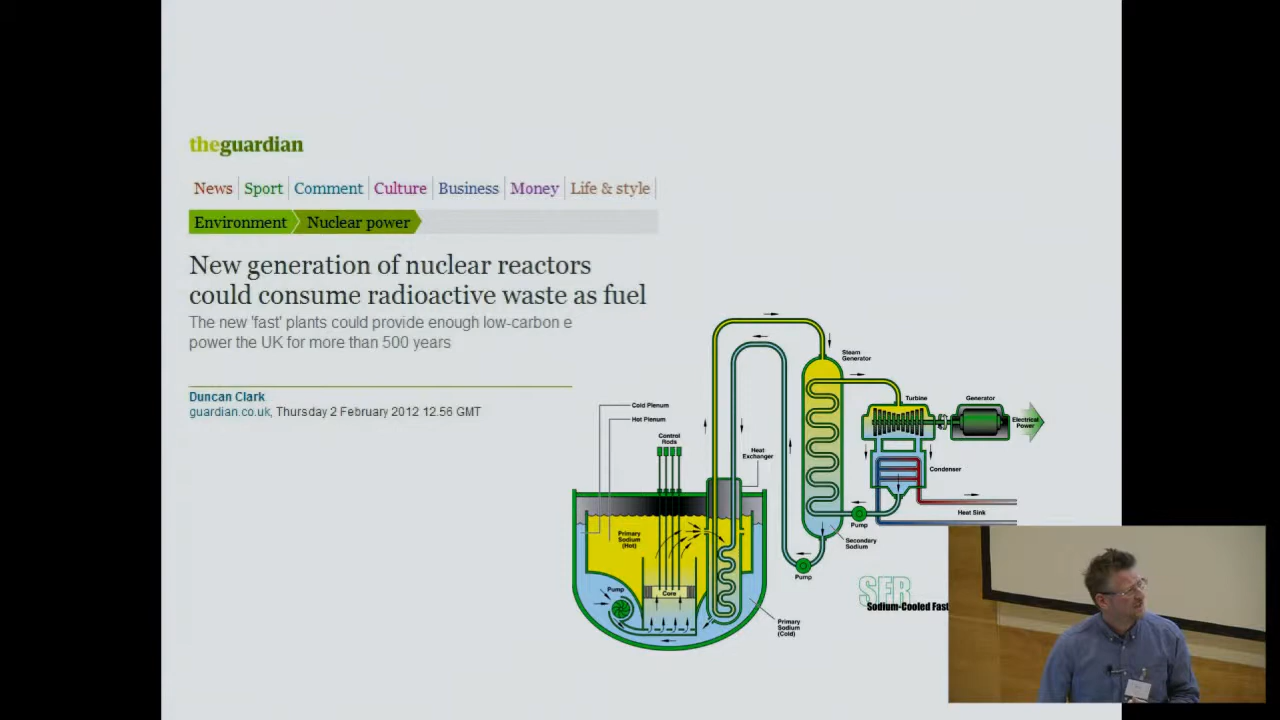 theguardian
News Sport Comment Culture Business Money Life & style
Environment Nuclear power
New generation of nuclear reactors
could consume radioactive waste as fuel
The new 'fast' plants could provide enough low-carbon e
power the UK for more than 500 years
Duncan Clark
guardian.co.uk, Thursday 2 February 2012 12.56 GMT
Steam
Generator
Cold Plenum
Hot Plenum
Control
Rods
Heat
Exchanger
Turbine
Generator
Electrical
Power
Condenser
Heat Sink
Pump
Secondary
Sodium
Pump
Primary
Sodium
(Hot)
Pump
Core
Primary
Sodium
(Cold)
SFR
Sodium-Cooled Fast